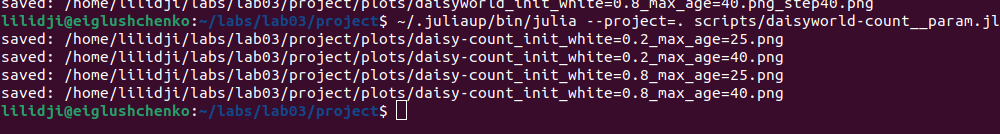 saved: /home/lilidji/labs/lab03/project/plots/daisyworld_init_white=0.8_max_age=40.png_step40.png
lilidji@eiglushchenko:~/labs/lab03/project$ ~/.juliaup/bin/julia --project=. scripts/daisyworld-count__param.jl
saved: /home/lilidji/labs/lab03/project/plots/daisy-count_init_white=0.2_max_age=25.png
saved: /home/lilidji/labs/lab03/project/plots/daisy-count_init_white=0.2_max_age=40.png
saved: /home/lilidji/labs/lab03/project/plots/daisy-count_init_white=0.8_max_age=25.png
saved: /home/lilidji/labs/lab03/project/plots/daisy-count_init_white=0.8_max_age=40.png
lilidji@eiglushchenko:~/labs/lab03/project$